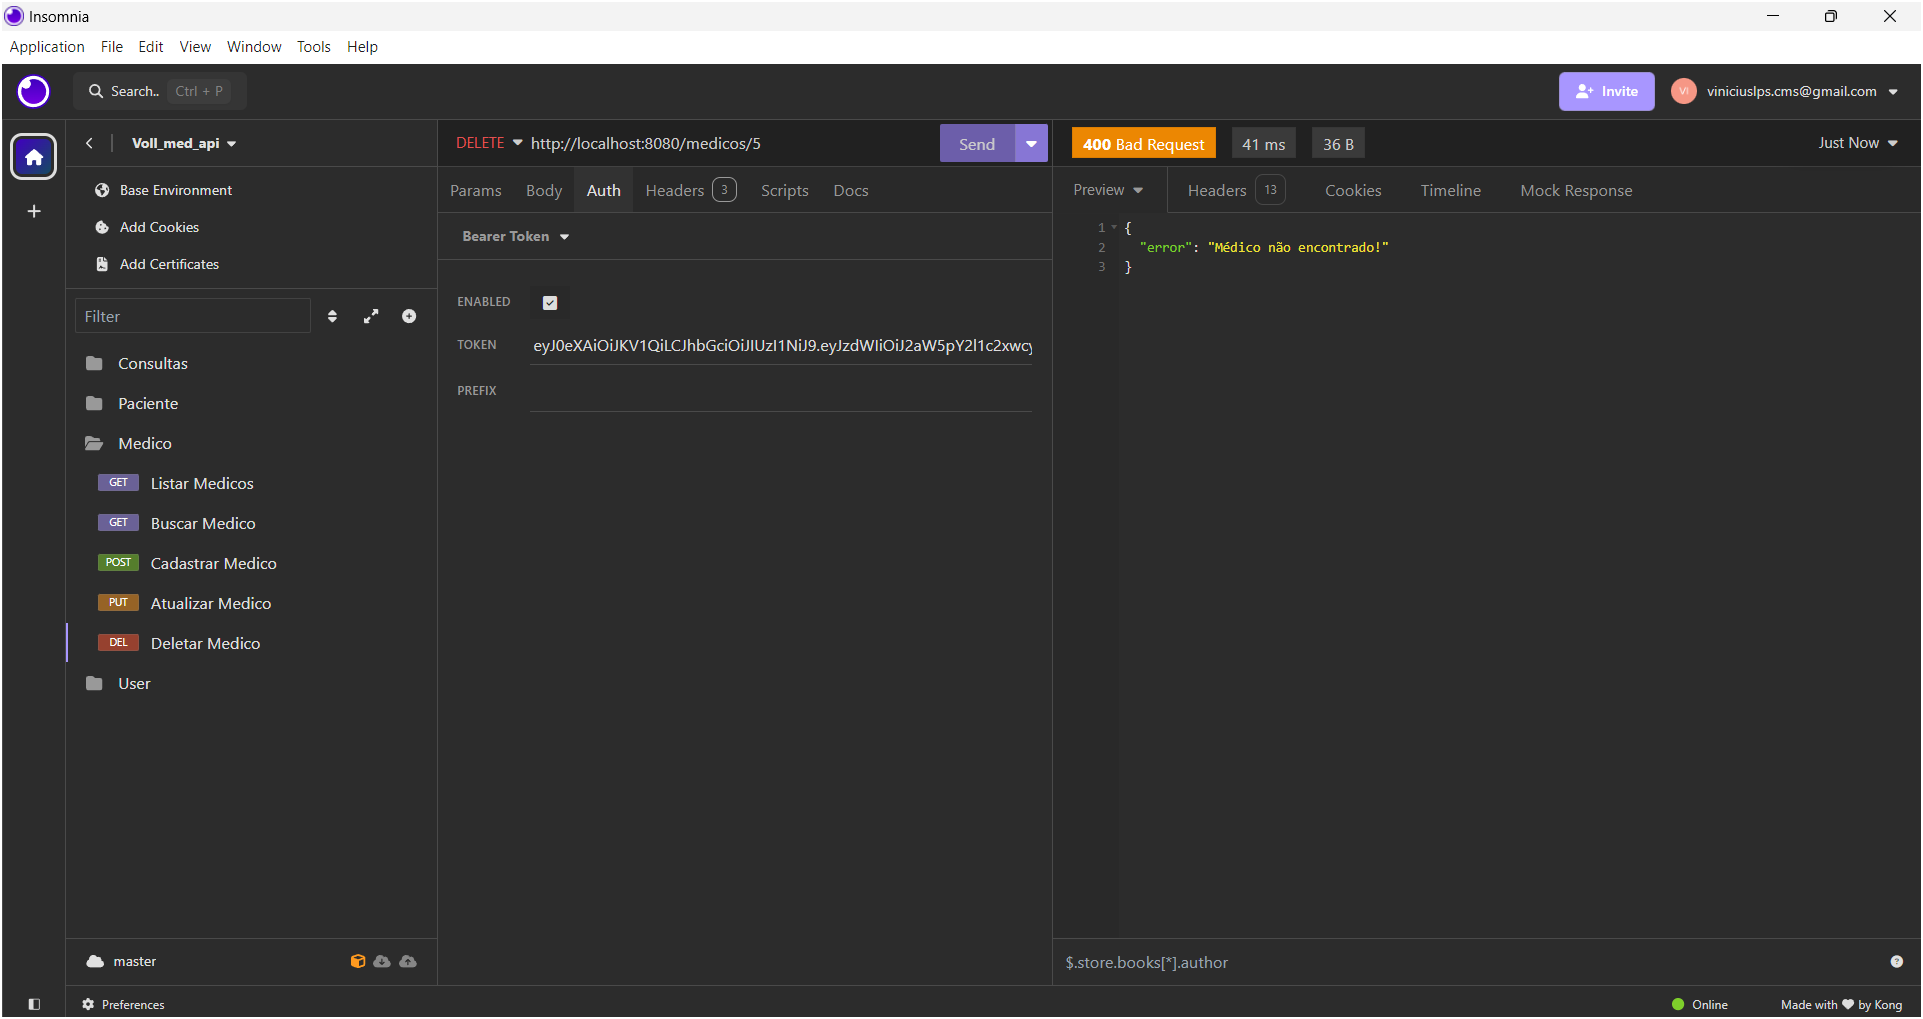 Insomnia
Application File Edit View Window Tools Help
Search.. Ctrl + P
Invite
VI viniciuslps.cms@gmail.com
Voll_med_api
DELETE http://localhost:8080/medicos/5 Send
400 Bad Request 41 ms 36 B Just Now
Base Environment
Add Cookies
Add Certificates
Filter
Consultas
Paciente
Medico
GET Listar Medicos
GET Buscar Medico
POST Cadastrar Medico
PUT Atualizar Medico
DEL Deletar Medico
User
master
Preferences
Params Body Auth Headers 3 Scripts Docs
Bearer Token
ENABLED
TOKEN eyJ0eXAiOiJKV1QiLCJhbGciOiJIUzI1NiJ9.eyJzdWIiOiJ2aW5pY2l1c2xwcy
PREFIX
Preview Headers 13 Cookies Timeline Mock Response
1 {
2 "error": "Médico não encontrado!"
3 }
$.store.books[*].author
Online Made with by Kong